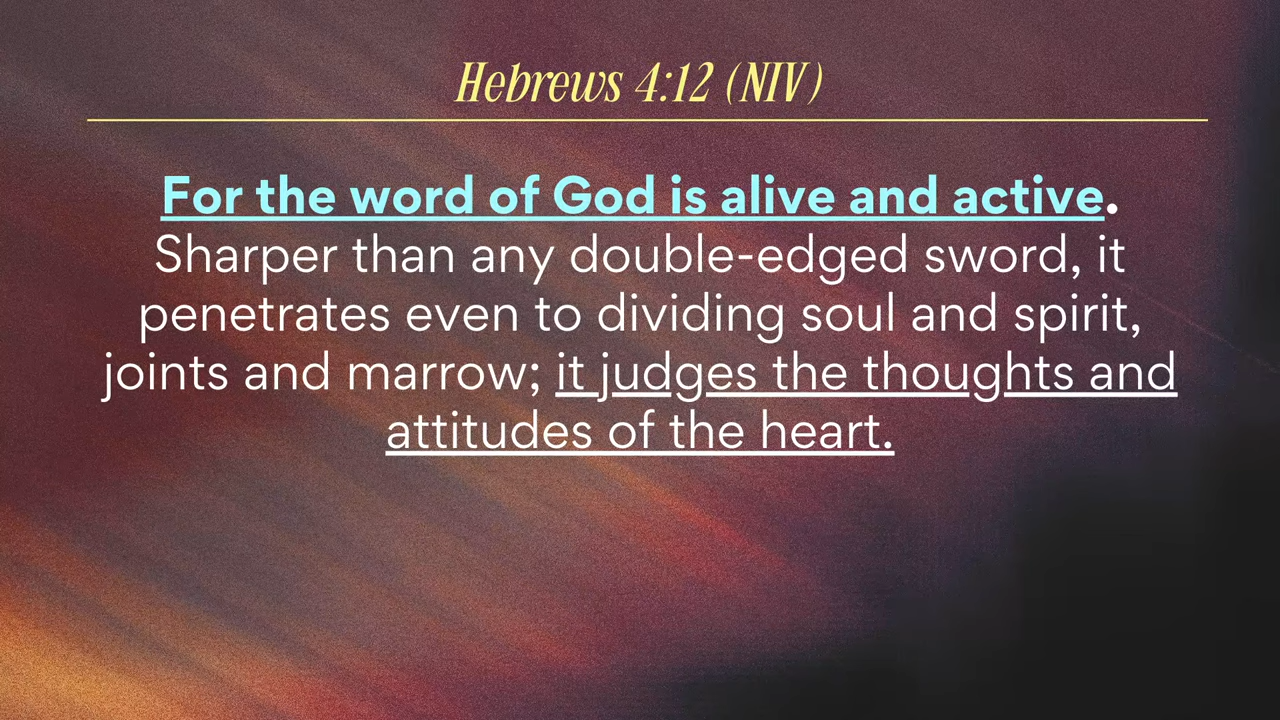 Hebrews 4:12 (NIV)
For the word of God is alive and active.
Sharper than any double-edged sword, it
penetrates even to dividing soul and spirit,
joints and marrow; it judges the thoughts and
attitudes of the heart.